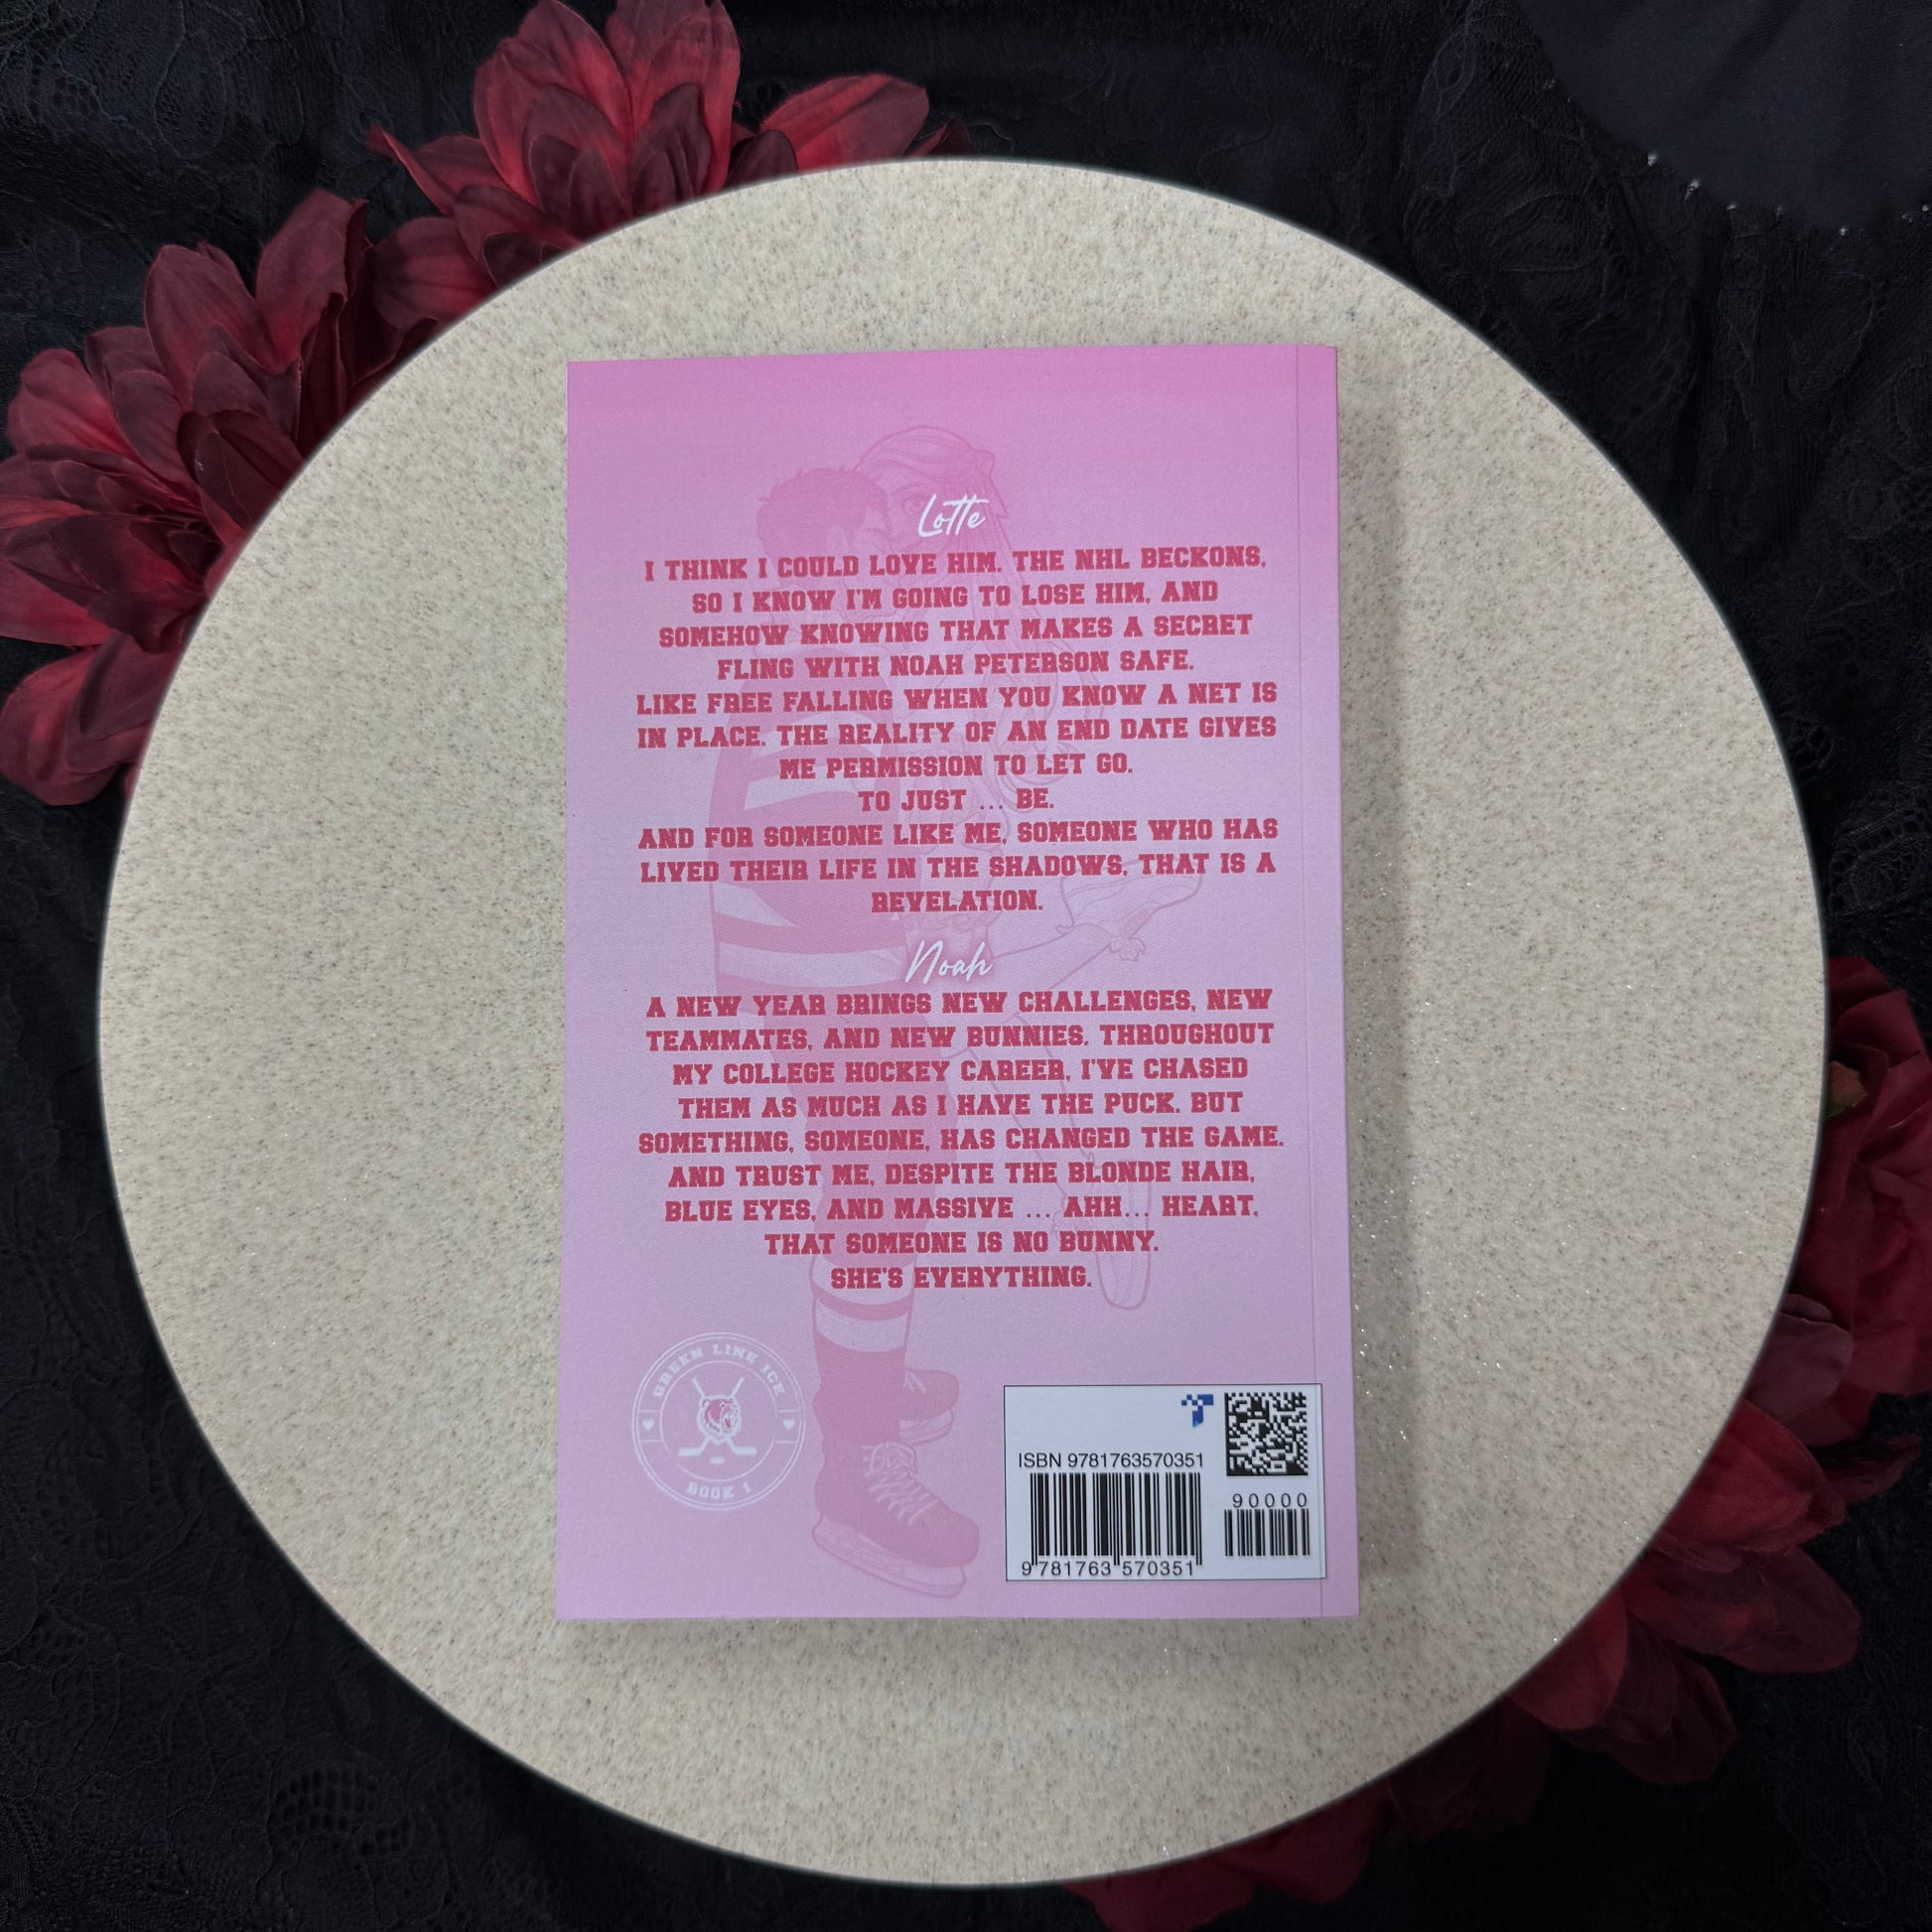 Lotte
I THINK I COULD LOVE HIM. THE NHL BECKONS,
SO I KNOW I'M GOING TO LOSE HIM, AND
SOMEHOW KNOWING THAT MAKES A SECRET
FLING WITH NOAH PETERSON SAFE.
LIKE FREE FALLING WHEN YOU KNOW A NET IS
IN PLACE. THE REALITY OF AN END DATE GIVES
ME PERMISSION TO LET GO.
TO JUST ... BE.
AND FOR SOMEONE LIKE ME, SOMEONE WHO HAS
LIVED THEIR LIFE IN THE SHADOWS, THAT IS A
REVELATION.
Noah
A NEW YEAR BRINGS NEW CHALLENGES, NEW
TEAMMATES, AND NEW BUNNIES. THROUGHOUT
MY COLLEGE HOCKEY CAREER, I'VE CHASED
THEM AS MUCH AS I HAVE THE PUCK. BUT
SOMETHING, SOMEONE, HAS CHANGED THE GAME.
AND TRUST ME, DESPITE THE BLONDE HAIR,
BLUE EYES, AND MASSIVE ... AHH... HEART,
THAT SOMEONE IS NO BUNNY.
SHE'S EVERYTHING.
GREEN LINE ICE
BOOK 1
ISBN 9781763570351
90000
9 781763 570351